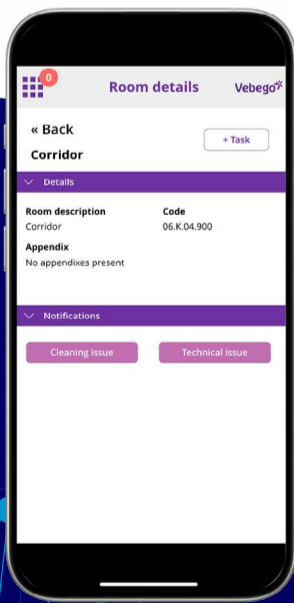 0
Room details
Vebego
« Back
+ Task
Corridor
Details
Room description
Code
Corridor
06.K.04.900
Appendix
No appendixes present
Notifications
Cleaning issue
Technical issue